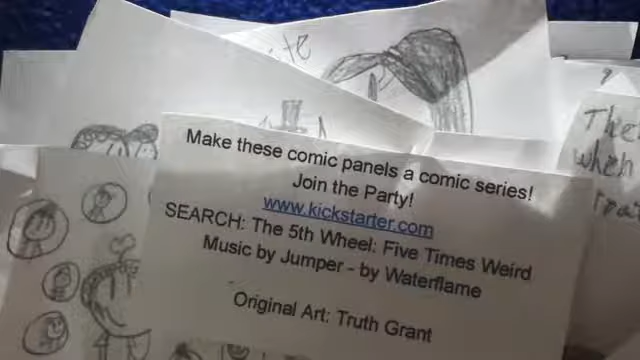 Make these comic panels a comic series!
Join the Party!
www.kickstarter.com
SEARCH: The 5th Wheel: Five Times Weird
Music by Jumper - by Waterflame
Original Art: Truth Grant
when